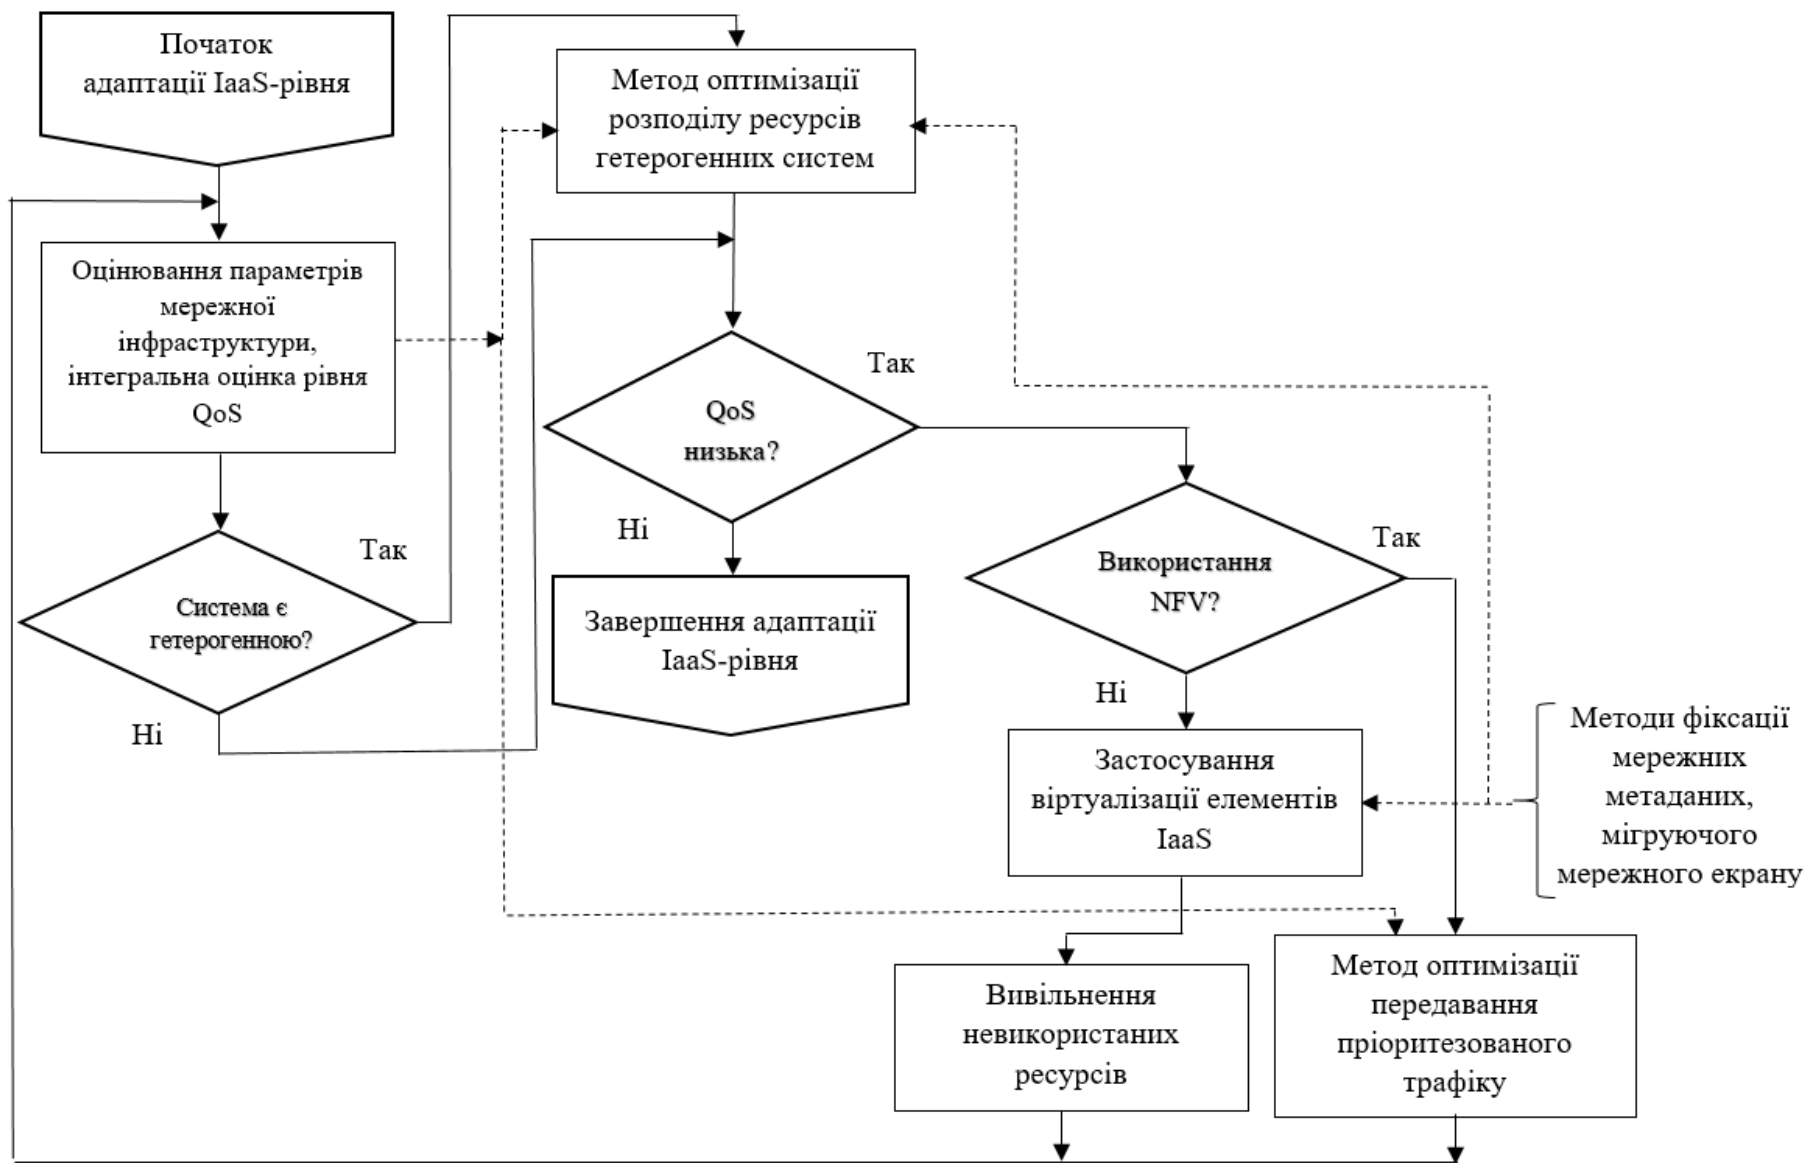 Початок
адаптації IaaS-рівня
Метод оптимізації
розподілу ресурсів
гетерогенних систем
Оцінювання параметрів
мережної
інфраструктури,
інтегральна оцінка рівня
QoS
Так
QoS
низька?
Ні
Так
Система є
гетерогенною?
Ні
Завершення адаптації
IaaS-рівня
Так
Використання
NFV?
Ні
Застосування
віртуалізації елементів
IaaS
Методи фіксації
мережних
метаданих,
мігруючого
мережного екрану
Вивільнення
невикористаних
ресурсів
Метод оптимізації
передавання
пріоритезованого
трафіку